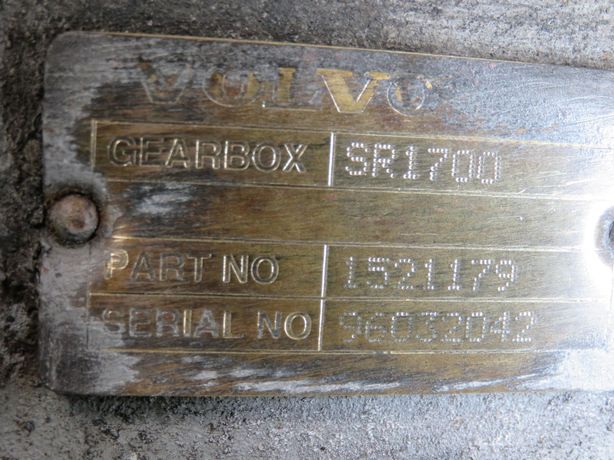 VOLVO
GEARBOX SR1700
PART NO 1521179
SERIAL NO 96032042